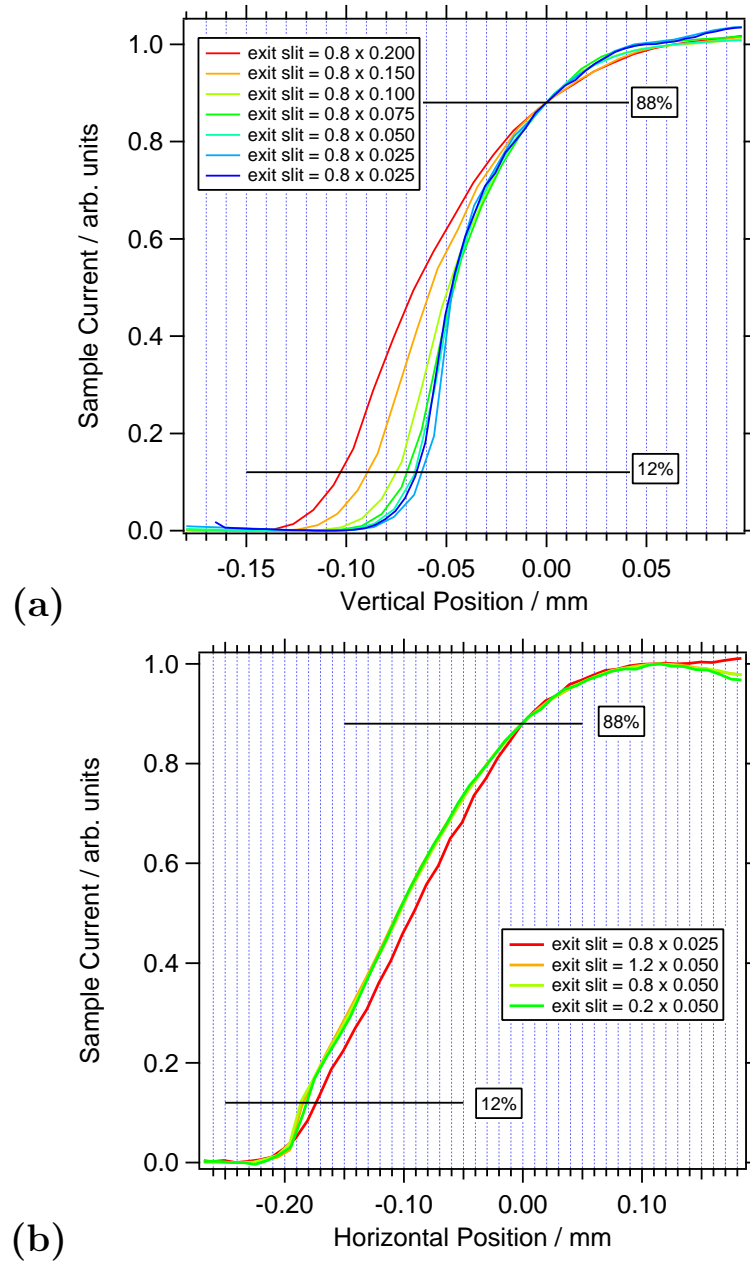 1.0
0.8
0.6
0.4
0.2
0.0
Sample Current / arb. units
exit slit = 0.8 x 0.200
exit slit = 0.8 x 0.150
exit slit = 0.8 x 0.100
exit slit = 0.8 x 0.075
exit slit = 0.8 x 0.050
exit slit = 0.8 x 0.025
exit slit = 0.8 x 0.025
88%
12%
-0.15 -0.10 -0.05 0.00 0.05
Vertical Position / mm
(a)
1.0
0.8
0.6
0.4
0.2
0.0
Sample Current / arb. units
88%
exit slit = 0.8 x 0.025
exit slit = 1.2 x 0.050
exit slit = 0.8 x 0.050
exit slit = 0.2 x 0.050
12%
-0.20 -0.10 0.00 0.10
Horizontal Position / mm
(b)